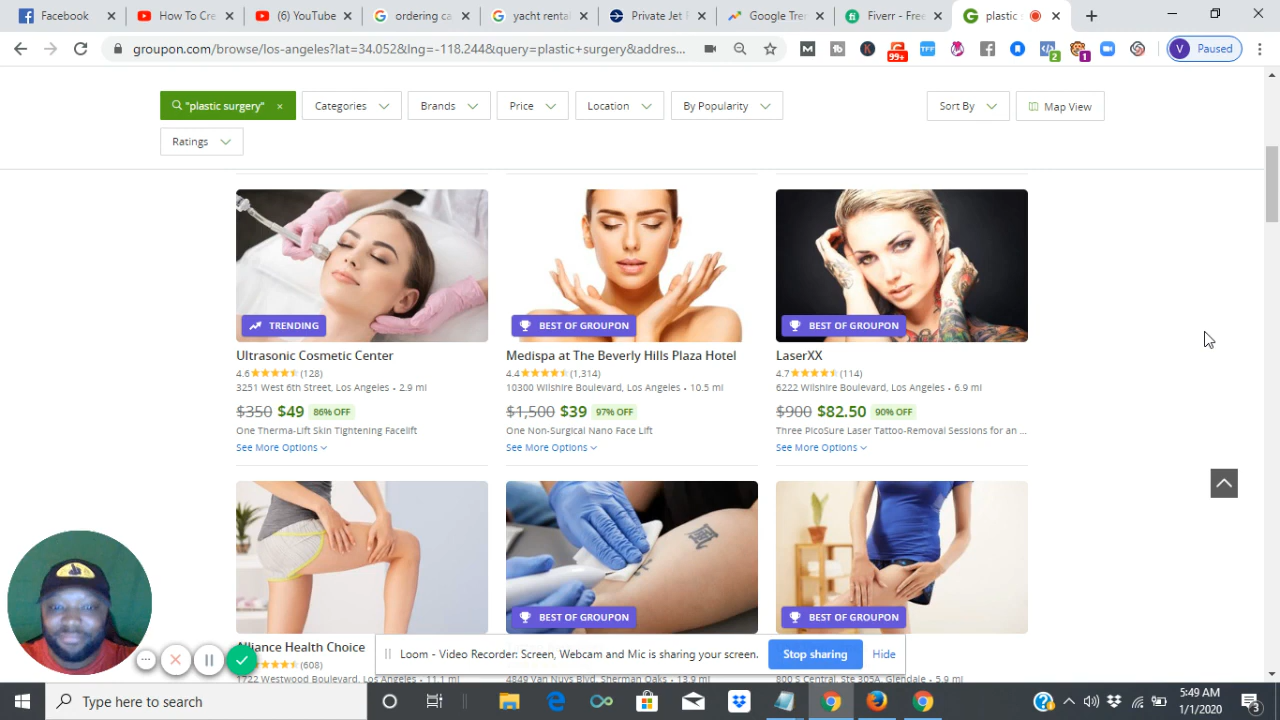 Facebook
How To Cre
(6) YouTube
ordering ca
yacht rental
Private Jet F
Google Tren
Fiverr - Free
plastic s
groupon.com/browse/los-angeles?lat=34.052&lng=-118.244&query=plastic+surgery&addres...
99+
2
1
V Paused
"plastic surgery" ×
Categories
Brands
Price
Location
By Popularity
Sort By
Map View
Ratings
TRENDING
BEST OF GROUPON
BEST OF GROUPON
Ultrasonic Cosmetic Center
4.6 (128)
3251 West 6th Street, Los Angeles • 2.9 mi
$350 $49 86% OFF
One Therma-Lift Skin Tightening Facelift
See More Options
Medispa at The Beverly Hills Plaza Hotel
4.4 (1,314)
10300 Wilshire Boulevard, Los Angeles • 10.5 mi
$1,500 $39 97% OFF
One Non-Surgical Nano Face Lift
See More Options
LaserXX
4.7 (114)
6222 Wilshire Boulevard, Los Angeles • 6.9 mi
$900 $82.50 90% OFF
Three PicoSure Laser Tattoo-Removal Sessions for an ...
See More Options
BEST OF GROUPON
BEST OF GROUPON
Alliance Health Choice
(608)
1722 Westwood Boulevard, Los Angeles • 11.1 mi
4849 Van Nuys Blvd, Sherman Oaks • 13.9 mi
800 S Central, Ste 305A, Glendale • 5.9 mi
Loom - Video Recorder: Screen, Webcam and Mic is sharing your screen.
Stop sharing
Hide
Type here to search
5:49 AM
1/1/2020
3